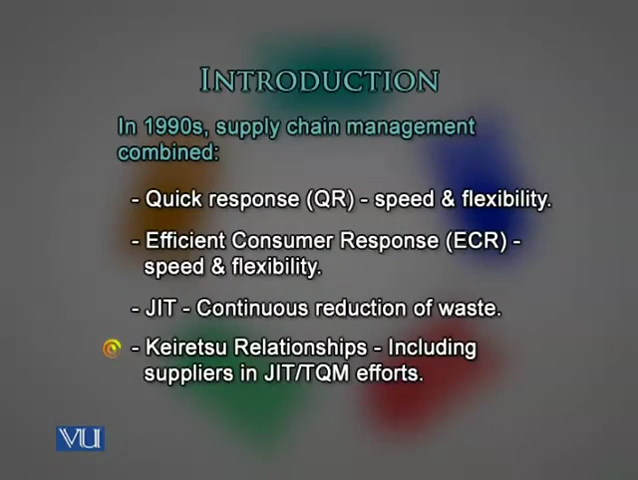 INTRODUCTION
In 1990s, supply chain management
combined:
- Quick response (QR) - speed & flexibility.
- Efficient Consumer Response (ECR) -
speed & flexibility.
- JIT - Continuous reduction of waste.
- Keiretsu Relationships - Including
suppliers in JIT/TQM efforts.
VU